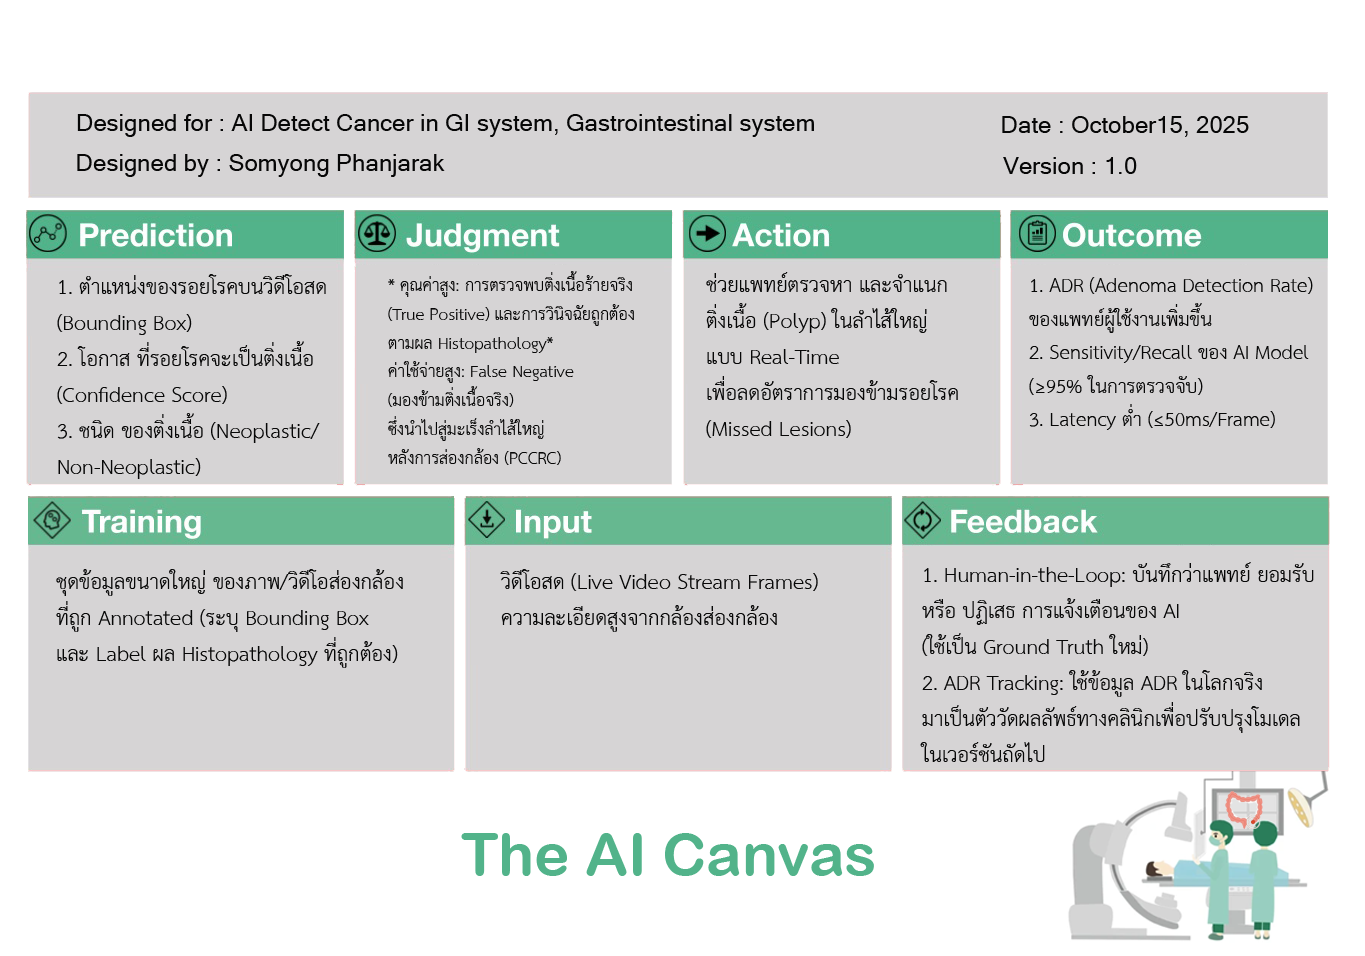 Designed for : AI Detect Cancer in GI system, Gastrointestinal system
Designed by : Somyong Phanjarak
Date : October15, 2025
Version : 1.0
Prediction
1. ตำแหน่งของรอยโรคบนวิดีโอสด
(Bounding Box)
2. โอกาส ที่รอยโรคจะเป็นติ่งเนื้อ
(Confidence Score)
3. ชนิด ของติ่งเนื้อ (Neoplastic/
Non-Neoplastic)
Judgment
* คุณค่าสูง: การตรวจพบติ่งเนื้อร้ายจริง
(True Positive) และการวินิจฉัยถูกต้อง
ตามผล Histopathology*
ค่าใช้จ่ายสูง: False Negative
(มองข้ามติ่งเนื้อจริง)
ซึ่งนำไปสู่มะเร็งลำไส้ใหญ่
หลังการส่องกล้อง (PCCRC)
Action
ช่วยแพทย์ตรวจหา และจำแนก
ติ่งเนื้อ (Polyp) ในลำไส้ใหญ่
แบบ Real-Time
เพื่อลดอัตราการมองข้ามรอยโรค
(Missed Lesions)
Outcome
1. ADR (Adenoma Detection Rate)
ของแพทย์ผู้ใช้งานเพิ่มขึ้น
2. Sensitivity/Recall ของ AI Model
(≥95% ในการตรวจจับ)
3. Latency ต่ำ (≤50ms/Frame)
Training
ชุดข้อมูลขนาดใหญ่ ของภาพ/วิดีโอส่องกล้อง
ที่ถูก Annotated (ระบุ Bounding Box
และ Label ผล Histopathology ที่ถูกต้อง)
Input
วิดีโอสด (Live Video Stream Frames)
ความละเอียดสูงจากกล้องส่องกล้อง
Feedback
1. Human-in-the-Loop: บันทึกว่าแพทย์ ยอมรับ
หรือ ปฏิเสธ การแจ้งเตือนของ AI
(ใช้เป็น Ground Truth ใหม่)
2. ADR Tracking: ใช้ข้อมูล ADR ในโลกจริง
มาเป็นตัววัดผลลัพธ์ทางคลินิกเพื่อปรับปรุงโมเดล
ในเวอร์ชันถัดไป
The AI Canvas